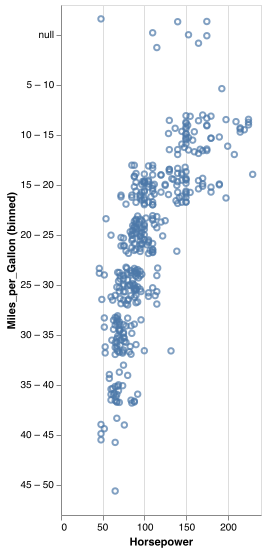 null
5 – 10
10 – 15
15 – 20
20 – 25
25 – 30
30 – 35
35 – 40
40 – 45
45 – 50
Miles_per_Gallon (binned)
0 50 100 150 200
Horsepower